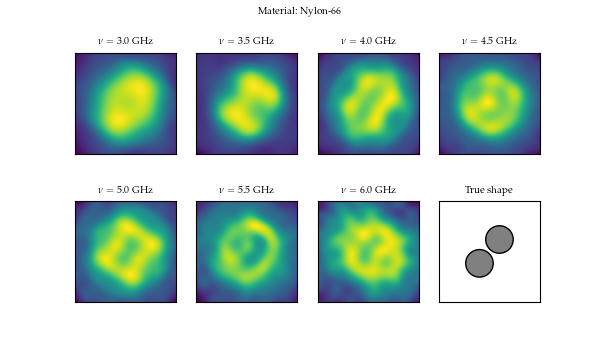 Material: Nylon-66
ν = 3.0 GHz
ν = 3.5 GHz
ν = 4.0 GHz
ν = 4.5 GHz
ν = 5.0 GHz
ν = 5.5 GHz
ν = 6.0 GHz
True shape